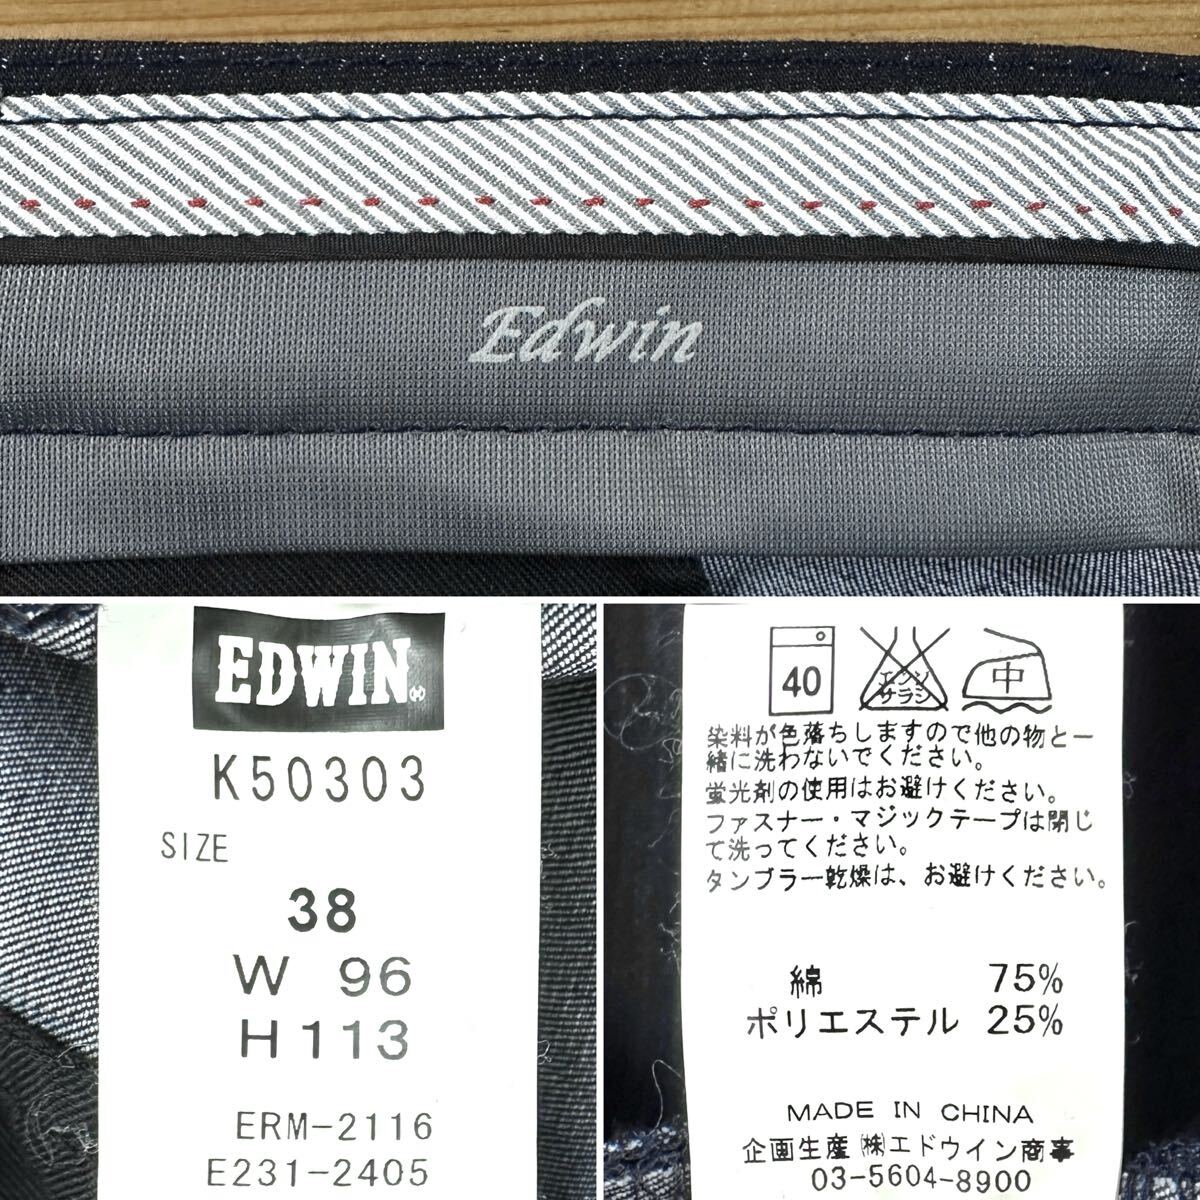 Edwin
EDWIN
K50303
SIZE
38
W 96
H 113
ERM-2116
E231-2405
40
エンソ
サラシ
中
染料が色落ちしますので他の物と一
緒に洗わないでください。
蛍光剤の使用はお避けください。
ファスナー・マジックテープは閉じ
て洗ってください。
タンブラー乾燥は、お避けください。
綿 75%
ポリエステル 25%
MADE IN CHINA
企画生産 ㈱エドウイン商事
03-5604-8900